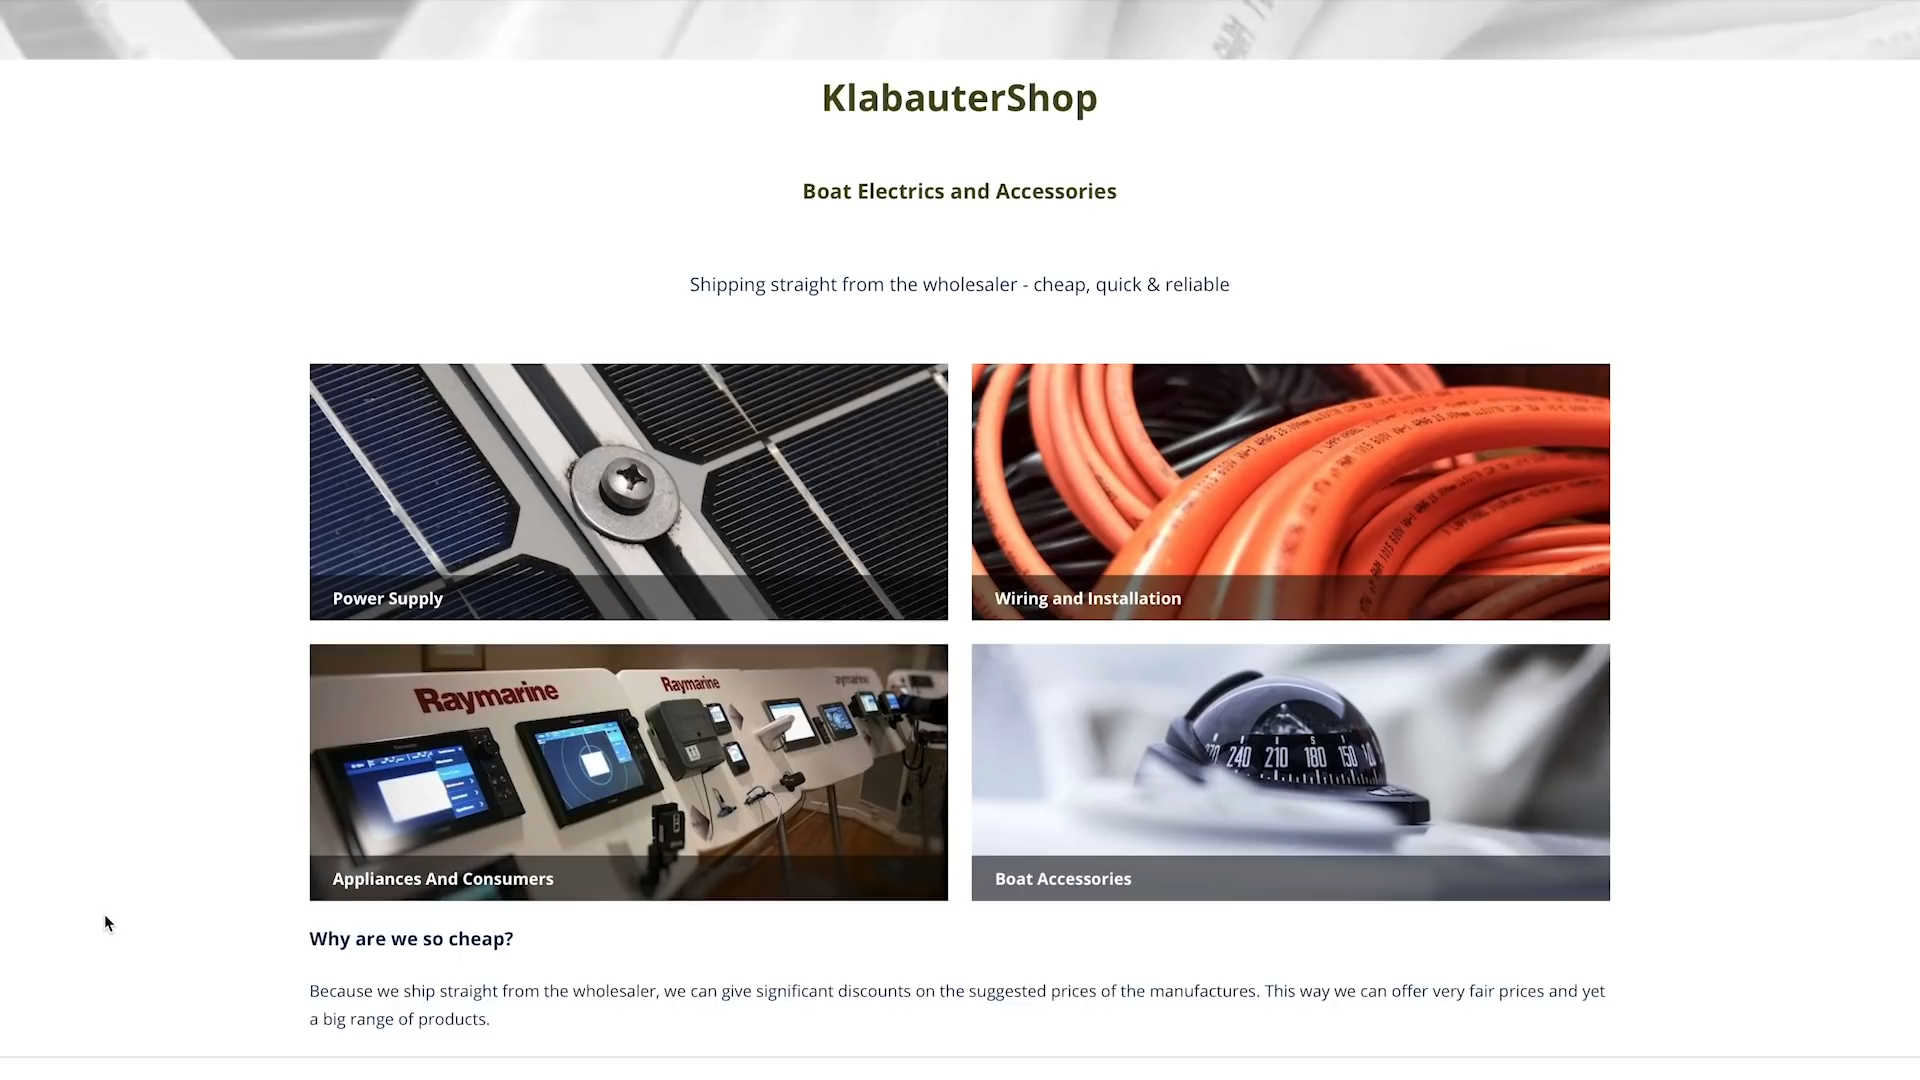 KlabauterShop
Boat Electrics and Accessories
Shipping straight from the wholesaler - cheap, quick & reliable
Power Supply
Wiring and Installation
Raymarine
Raymarine
240 210 180 150
S
Appliances And Consumers
Boat Accessories
Why are we so cheap?
Because we ship straight from the wholesaler, we can give significant discounts on the suggested prices of the manufactures. This way we can offer very fair prices and yet
a big range of products.